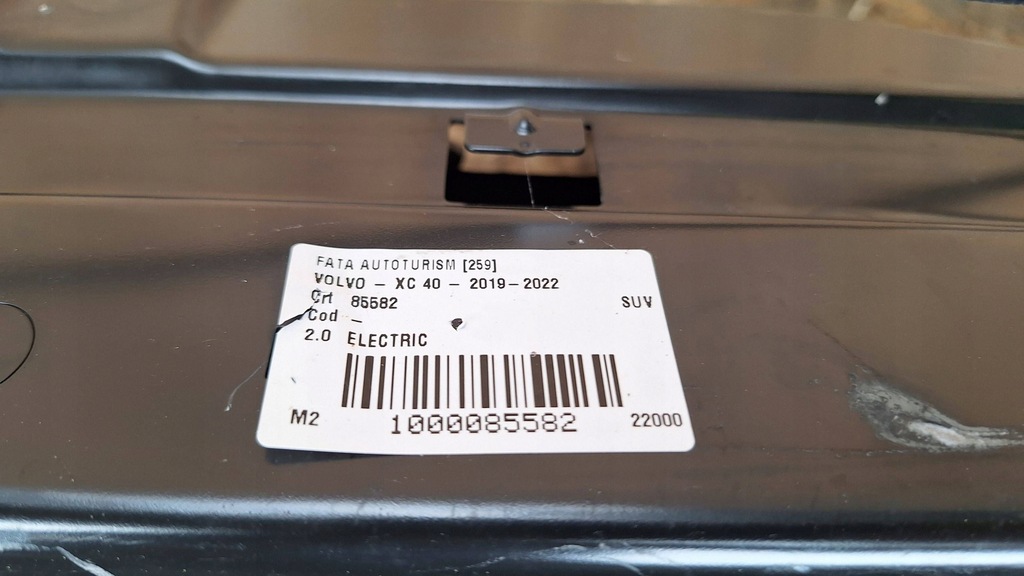 FATA AUTOTURISM [259]
VOLVO - XC 40 - 2019-2022
Crt 85582 SUV
Cod -
2.0 ELECTRIC
M2 1000085582 22000